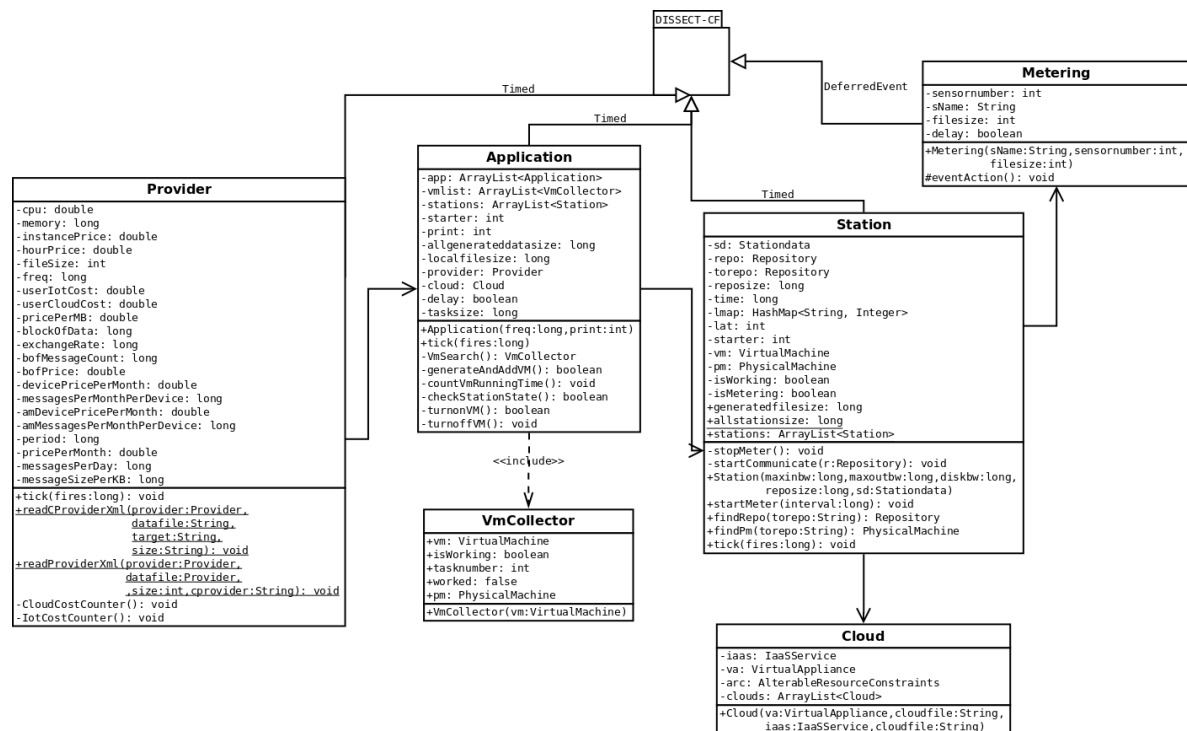 DISSECT-CF
Timed
Timed
DeferredEvent
Timed
Metering
-sensornumber: int
-sName: String
-filesize: int
-delay: boolean
+Metering(sName:String,sensornumber:int,
filesize:int)
#eventAction(): void
Application
-app: ArrayList<Application>
-vmlist: ArrayList<VmCollector>
-stations: ArrayList<Station>
-starter: int
-print: int
-allgenerateddatasize: long
-localfilesize: long
-provider: Provider
-cloud: Cloud
-delay: boolean
-tasksize: long
+Application(freq:long,print:int)
+tick(fires:long)
-VmSearch(): VmCollector
-generateAndAddVM(): boolean
-countVmRunningTime(): void
-checkStationState(): boolean
-turnonVM(): boolean
-turnoffVM(): void
<<include>>
Provider
-cpu: double
-memory: long
-instancePrice: double
-hourPrice: double
-fileSize: int
-freq: long
-userIotCost: double
-userCloudCost: double
-pricePerMB: double
-blockOfData: long
-exchangeRate: long
-bofMessageCount: long
-bofPrice: double
-devicePricePerMonth: double
-messagesPerMonthPerDevice: long
-amDevicePricePerMonth: double
-amMessagesPerMonthPerDevice: long
-period: long
-pricePerMonth: double
-messagesPerDay: long
-messageSizePerKB: long
+tick(fires:long): void
+readCProviderXml(provider:Provider,
datafile:String,
target:String,
size:String): void
+readProviderXml(provider:Provider,
datafile:Provider,
,size:int,cprovider:String): void
-CloudCostCounter(): void
-IotCostCounter(): void
Station
-sd: Stationdata
-repo: Repository
-torepo: Repository
-reposize: long
-time: long
-lmap: HashMap<String, Integer>
-lat: int
-starter: int
-vm: VirtualMachine
-pm: PhysicalMachine
-isWorking: boolean
-isMetering: boolean
+generatedfilesize: long
+allstationsize: long
+stations: ArrayList<Station>
-stopMeter(): void
-startCommunicate(r:Repository): void
+Station(maxinbw:long,maxoutbw:long,diskbw:long,
reposize:long,sd:Stationdata)
+startMeter(interval:long): void
+findRepo(torepo:String): Repository
+findPm(torepo:String): PhysicalMachine
+tick(fires:long): void
VmCollector
+vm: VirtualMachine
+isWorking: boolean
+tasknumber: int
+worked: false
+pm: PhysicalMachine
+VmCollector(vm:VirtualMachine)
Cloud
-iaas: IaaSService
-va: VirtualAppliance
-arc: AlterableResourceConstraints
-clouds: ArrayList<Cloud>
+Cloud(va:VirtualAppliance,cloudfile:String,
iaas:IaaSService,cloudfile:String)